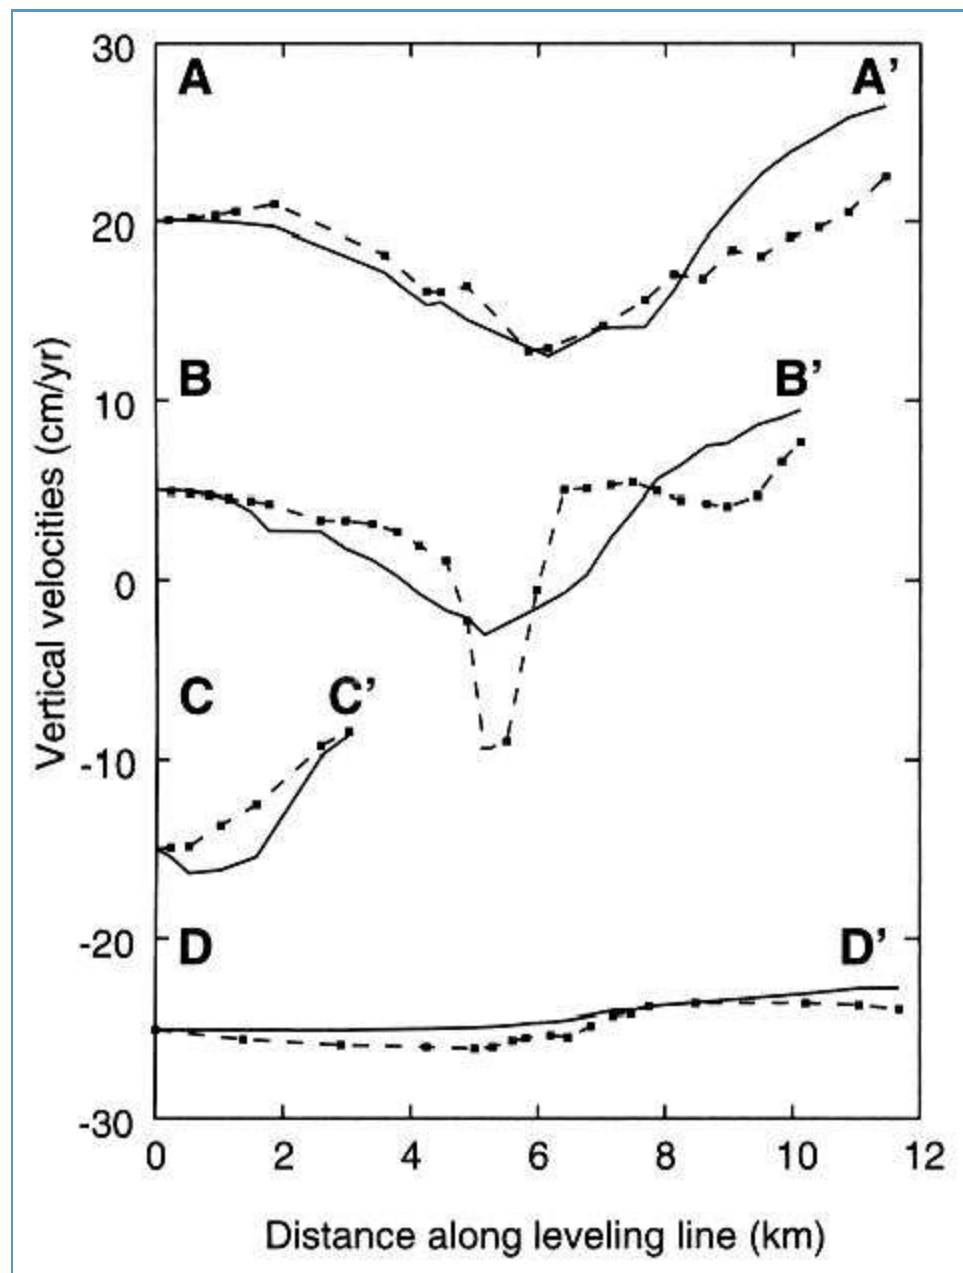 30
A A’
20
B B’
10
0
C C’
-10
-20
D D’
-30
0 2 4 6 8 10 12
Vertical velocities (cm/yr)
Distance along leveling line (km)